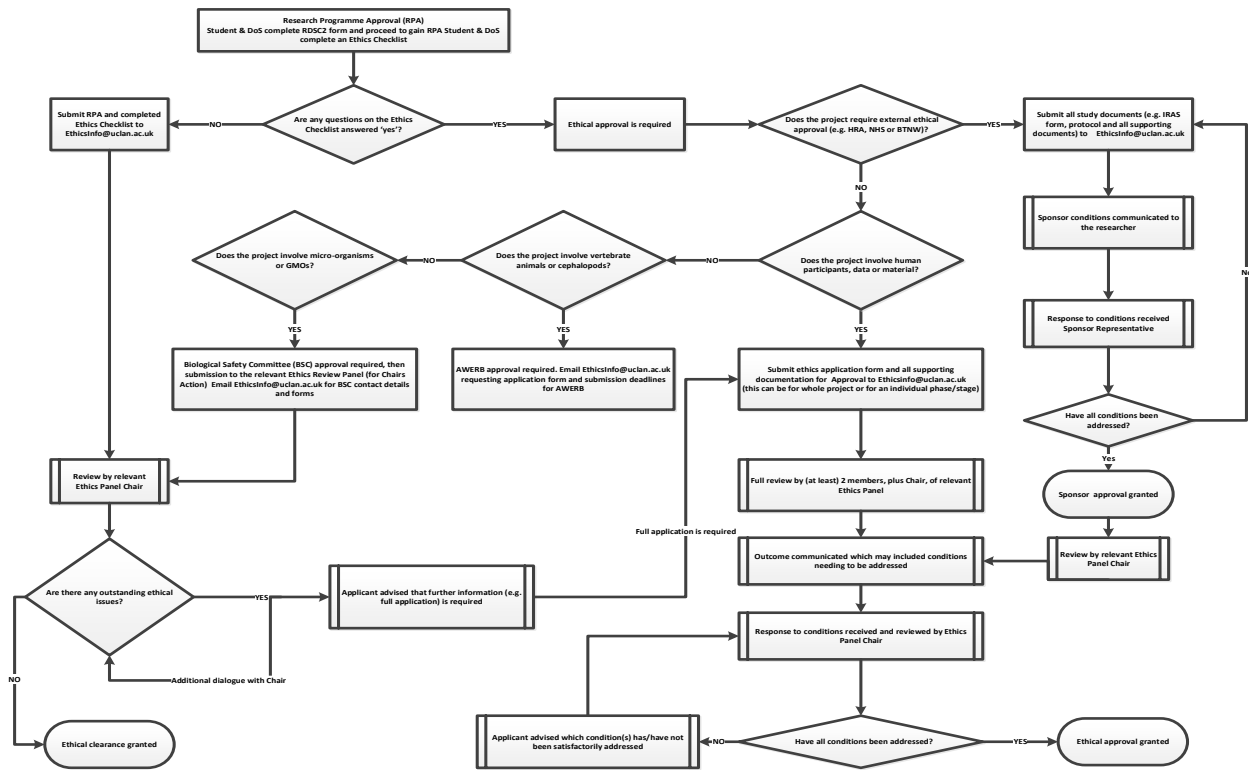 Research Programme Approval (RPA)
Student & DoS complete RDSC2 form and proceed to gain RPA Student & DoS
complete an Ethics Checklist
Submit RPA and completed
Ethics Checklist to
EthicsInfo@uclan.ac.uk
NO
Are any questions on the Ethics
Checklist answered ‘yes’?
YES
Ethical approval is required
Does the project require external ethical
approval (e.g. HRA, NHS or BTNW)?
YES
Submit all study documents (e.g. IRAS
form, protocol and all supporting
documents) to EthicsInfo@uclan.ac.uk
NO
Sponsor conditions communicated to
the researcher
Does the project involve micro-organisms
or GMOs?
NO
Does the project involve vertebrate
animals or cephalopods?
NO
Does the project involve human
participants, data or material?
No
Response to conditions received
Sponsor Representative
YES
YES
YES
Biological Safety Committee (BSC) approval required, then
submission to the relevant Ethics Review Panel (for Chairs
Action) Email EthicsInfo@uclan.ac.uk for BSC contact details
and forms
AWERB approval required. Email EthicsInfo@uclan.ac.uk
requesting application form and submission deadlines
for AWERB
Submit ethics application form and all supporting
documentation for Approval to EthicsInfo@uclan.ac.uk
(this can be for whole project or for an individual phase/stage)
Have all conditions been
addressed?
Yes
Review by relevant
Ethics Panel Chair
Full review by (at least) 2 members, plus Chair, of relevant
Ethics Panel
Sponsor approval granted
Full application is required
Outcome communicated which may included conditions
needing to be addressed
Review by relevant Ethics
Panel Chair
Are there any outstanding ethical
issues?
YES
Applicant advised that further information (e.g.
full application) is required
Response to conditions received and reviewed by Ethics
Panel Chair
NO
Additional dialogue with Chair
Ethical clearance granted
Applicant advised which condition(s) has/have not
been satisfactorily addressed
NO
Have all conditions been addressed?
YES
Ethical approval granted